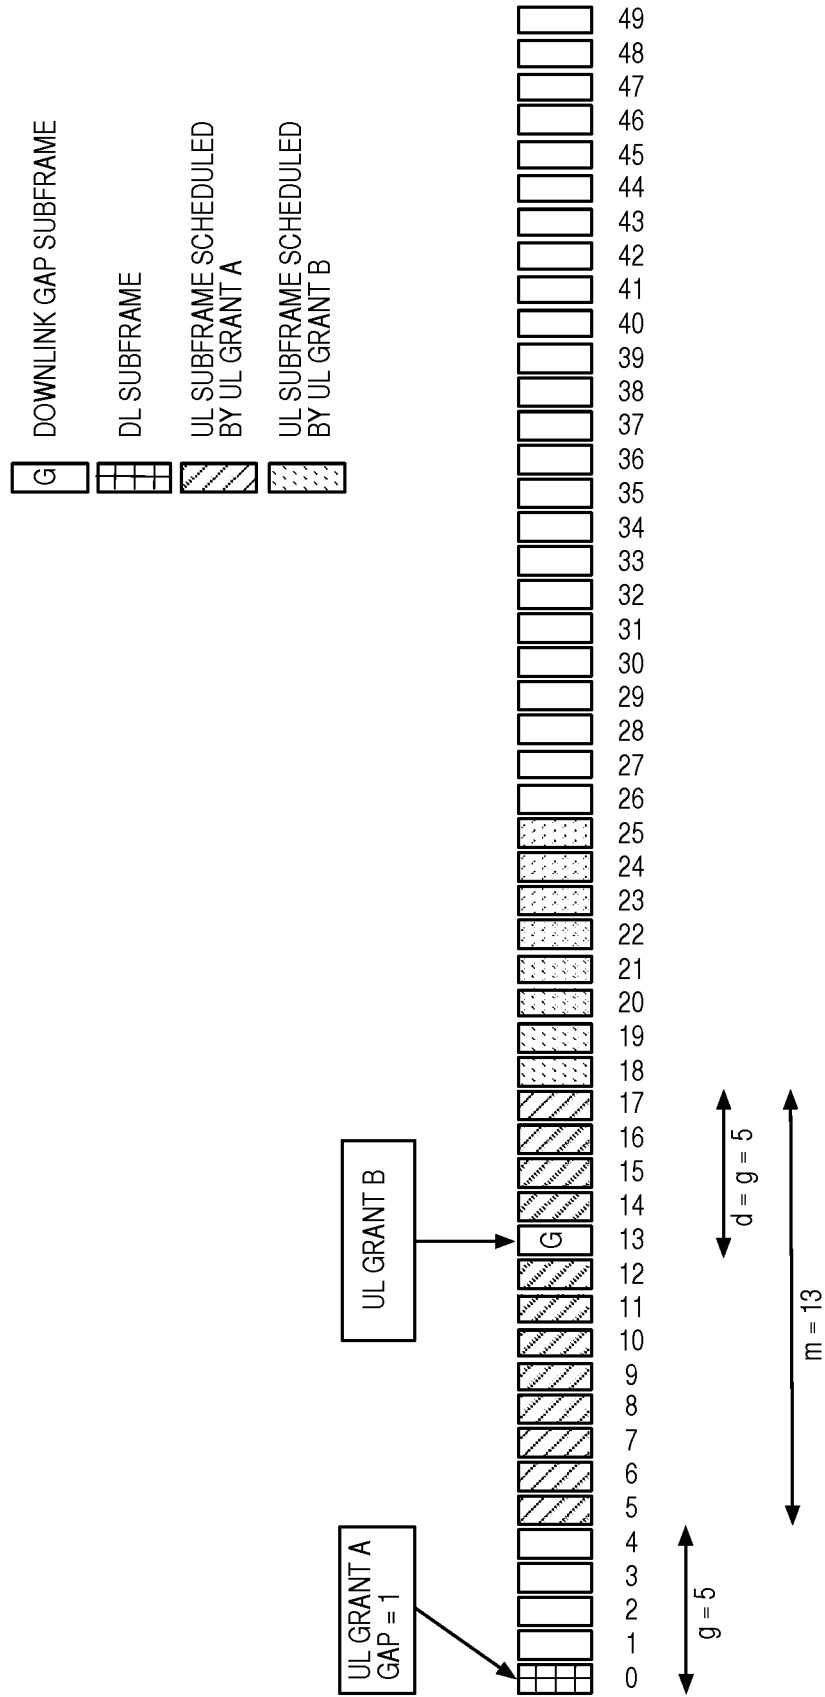 G
DOWNLINK GAP SUBFRAME
DL SUBFRAME
UL SUBFRAME SCHEDULED
BY UL GRANT A
UL SUBFRAME SCHEDULED
BY UL GRANT B
UL GRANT A
GAP = 1
UL GRANT B
G
0 1 2 3 4 5 6 7 8 9 10 11 12 13 14 15 16 17 18 19 20 21 22 23 24 25 26 27 28 29 30 31 32 33 34 35 36 37 38 39 40 41 42 43 44 45 46 47 48 49
g = 5
d = g = 5
m = 13